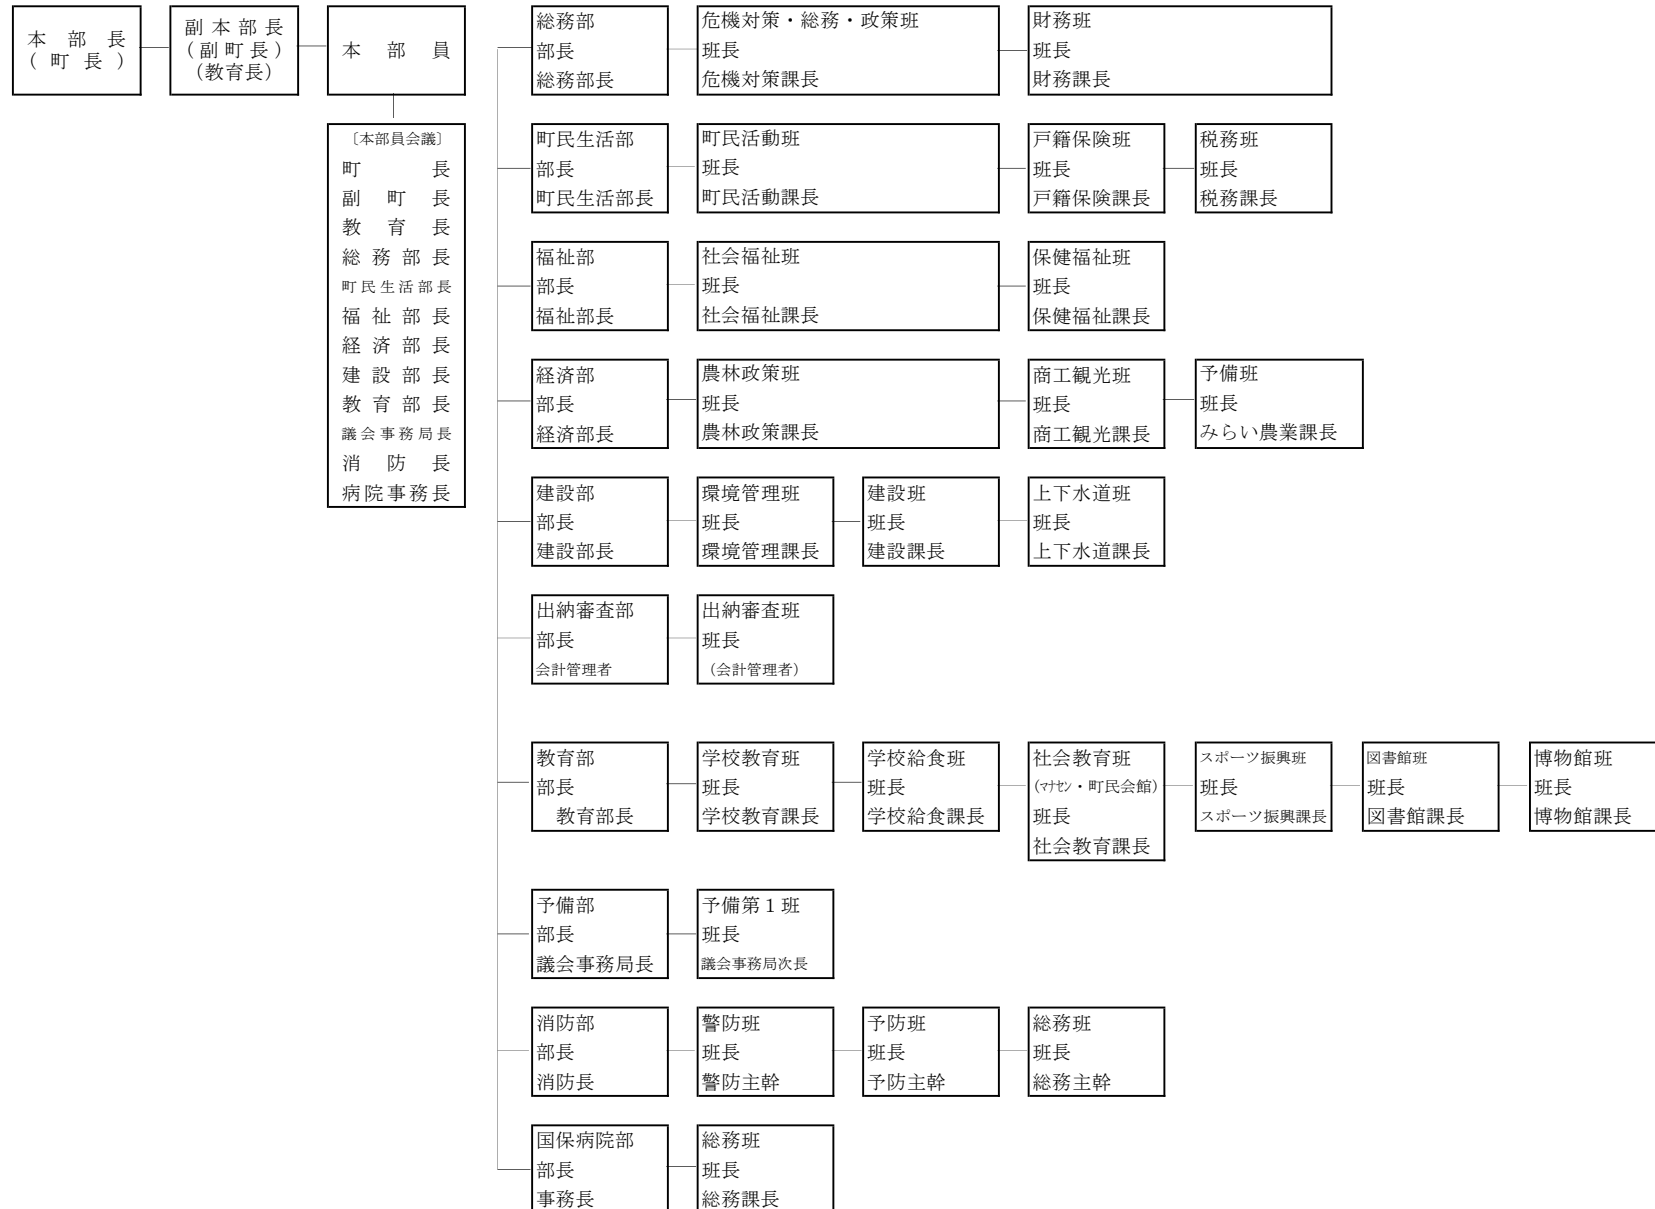 本部長
(町長)
副本部長
(副町長)
(教育長)
本部員
〔本部員会議〕
町長
副町長
教育長
総務部長
町民生活部長
福祉部長
経済部長
建設部長
教育部長
議会事務局長
消防長
病院事務長
総務部
部長
総務部長
危機対策・総務・政策班
班長
危機対策課長
財務班
班長
財務課長
町民生活部
部長
町民生活部長
町民活動班
班長
町民活動課長
戸籍保険班
班長
戸籍保険課長
税務班
班長
税務課長
福祉部
部長
福祉部長
社会福祉班
班長
社会福祉課長
保健福祉班
班長
保健福祉課長
経済部
部長
経済部長
農林政策班
班長
農林政策課長
商工観光班
班長
商工観光課長
予備班
班長
みらい農業課長
建設部
部長
建設部長
環境管理班
班長
環境管理課長
建設班
班長
建設課長
上下水道班
班長
上下水道課長
出納審査部
部長
会計管理者
出納審査班
班長
(会計管理者)
教育部
部長
教育部長
学校教育班
班長
学校教育課長
学校給食班
班長
学校給食課長
社会教育班
(ﾏﾅｾﾝ・町民会館)
班長
社会教育課長
スポーツ振興班
班長
スポーツ振興課長
図書館班
班長
図書館課長
博物館班
班長
博物館課長
予備部
部長
議会事務局長
予備第1班
班長
議会事務局次長
消防部
部長
消防長
警防班
班長
警防主幹
予防班
班長
予防主幹
総務班
班長
総務主幹
国保病院部
部長
事務長
総務班
班長
総務課長